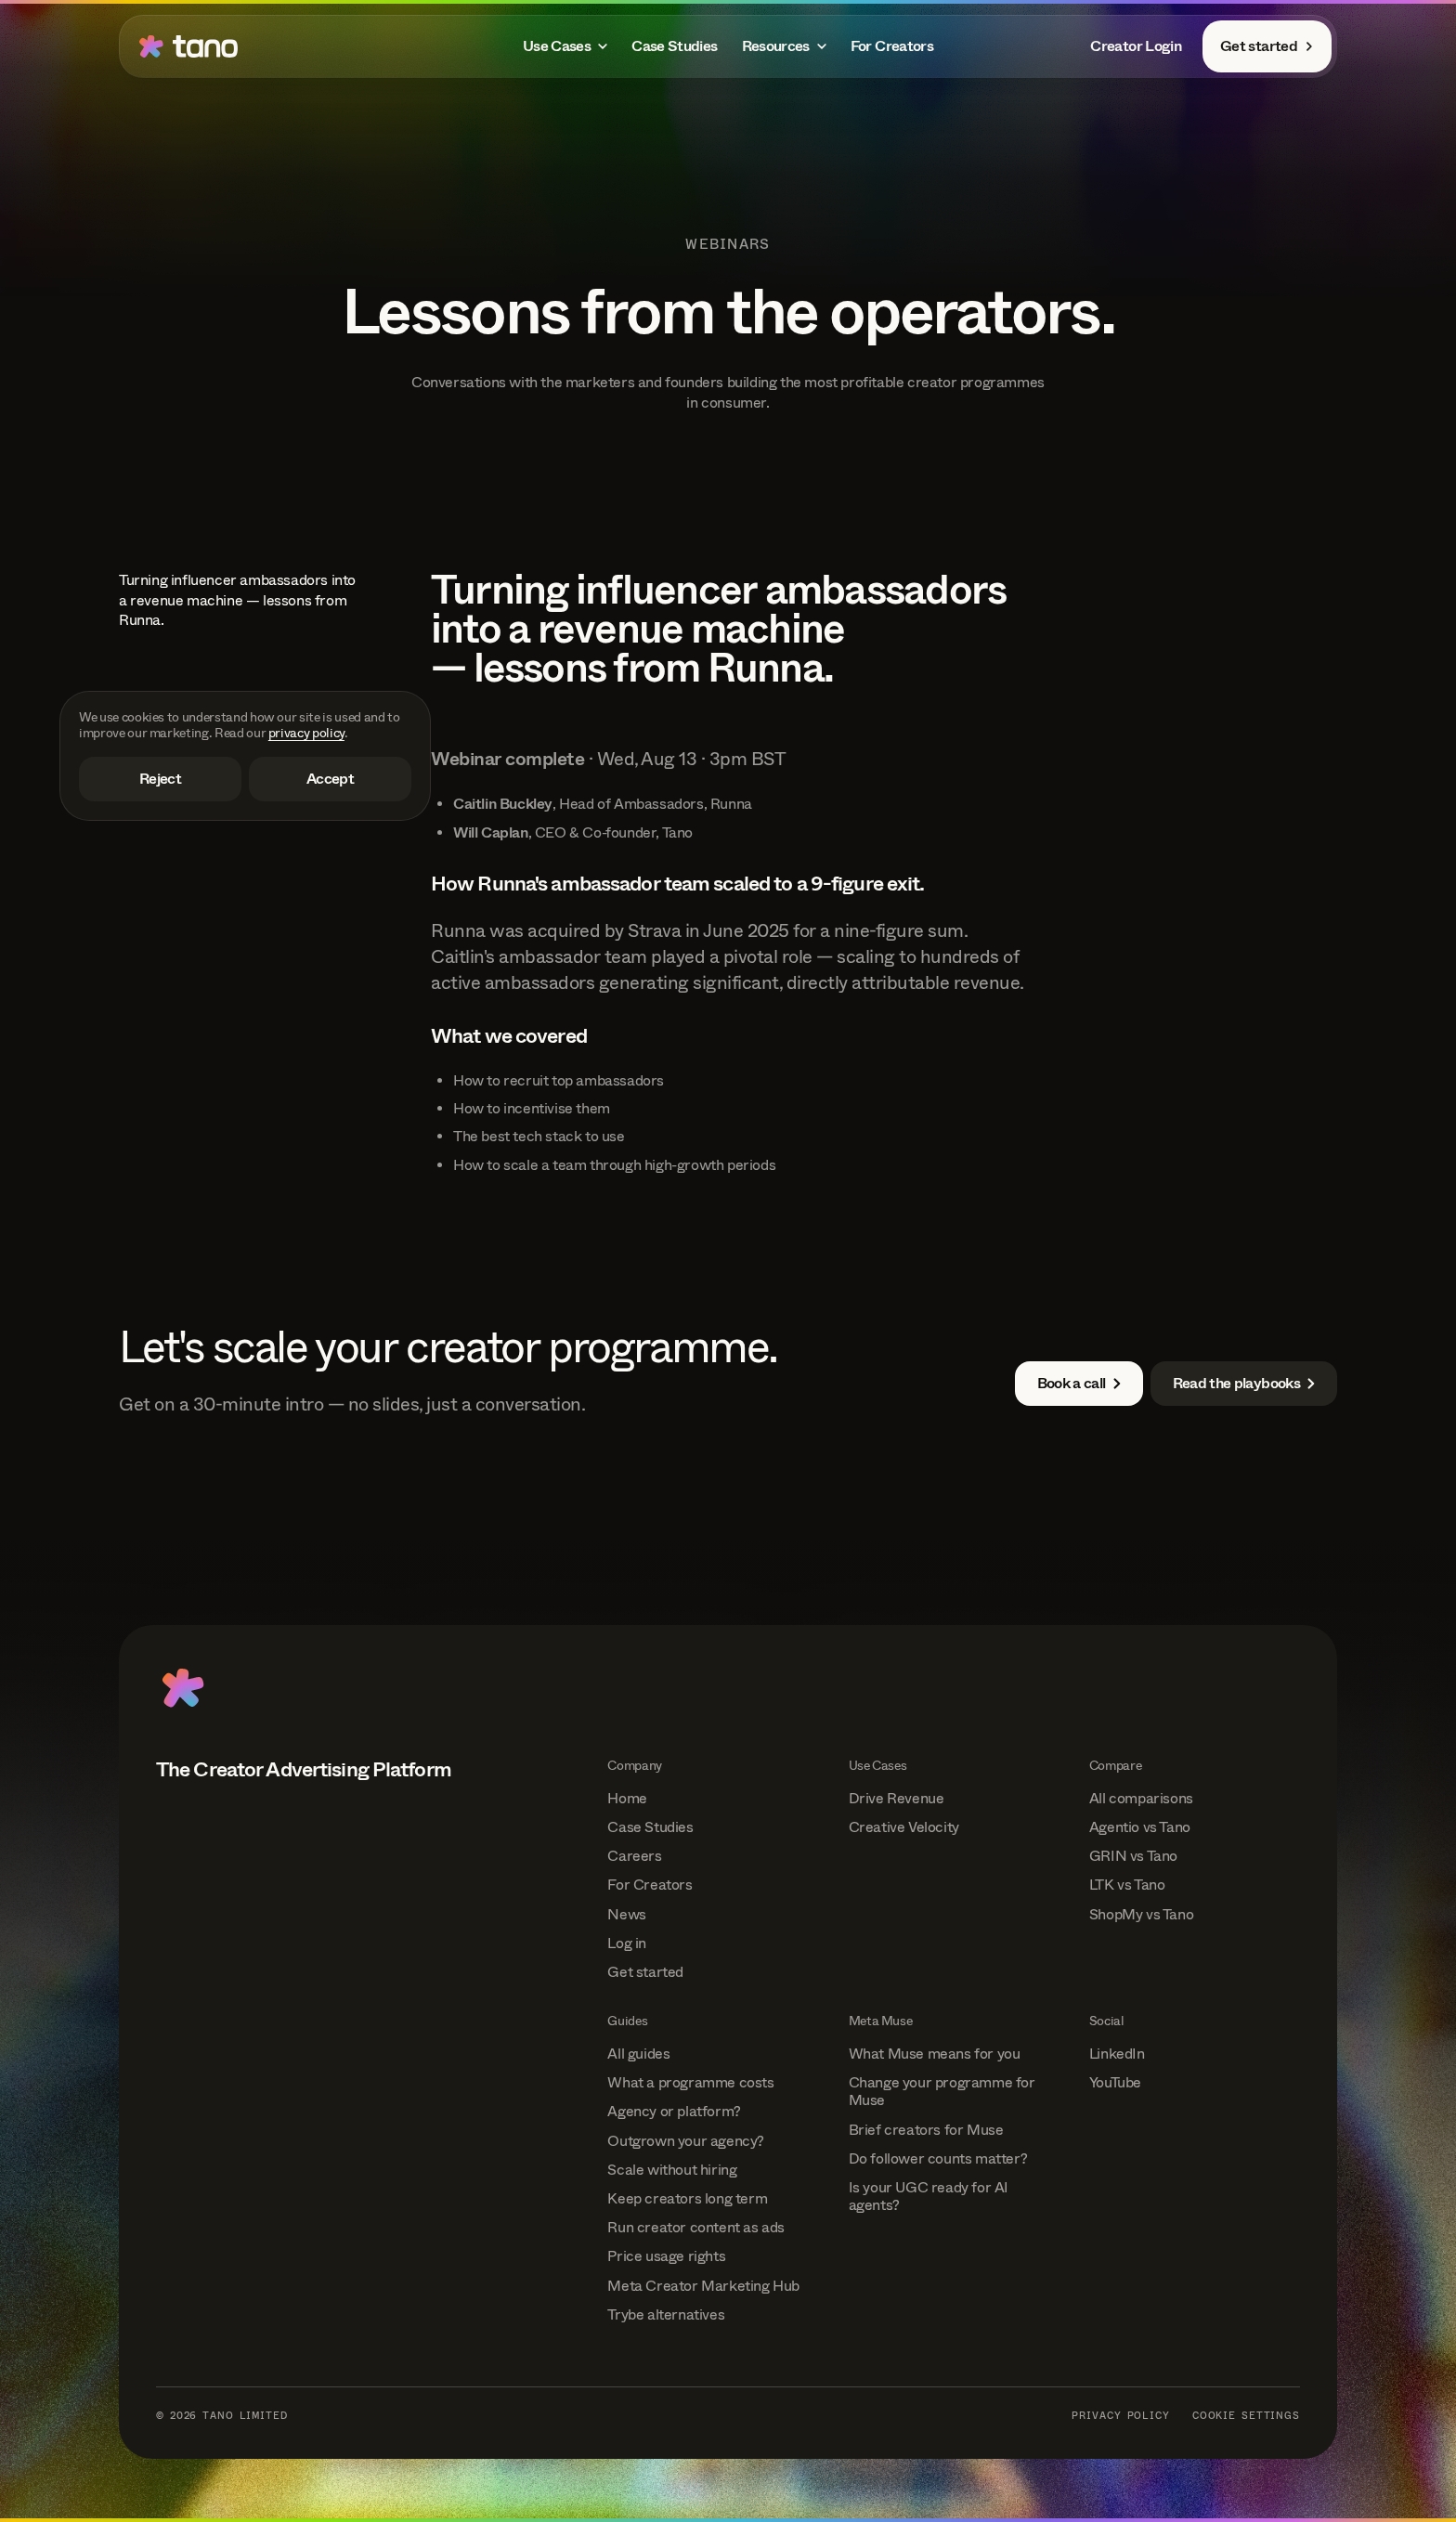 tano
Use Cases
Case Studies
Resources
For Creators
Creator Login
Get started
WEBINARS
Lessons from the operators.
Conversations with the marketers and founders building the most profitable creator programmes
in consumer.
Turning influencer ambassadors into
a revenue machine — lessons from
Runna.
Turning influencer ambassadors
into a revenue machine
— lessons from Runna.
We use cookies to understand how our site is used and to
improve our marketing. Read our privacy policy.
Reject
Accept
Webinar complete · Wed, Aug 13 · 3pm BST
• Caitlin Buckley, Head of Ambassadors, Runna
• Will Caplan, CEO & Co-founder, Tano
How Runna's ambassador team scaled to a 9-figure exit.
Runna was acquired by Strava in June 2025 for a nine-figure sum.
Caitlin's ambassador team played a pivotal role — scaling to hundreds of
active ambassadors generating significant, directly attributable revenue.
What we covered
• How to recruit top ambassadors
• How to incentivise them
• The best tech stack to use
• How to scale a team through high-growth periods
Let's scale your creator programme.
Get on a 30-minute intro — no slides, just a conversation.
Book a call
Read the playbooks
The Creator Advertising Platform
Company
Home
Case Studies
Careers
For Creators
News
Log in
Get started
Use Cases
Drive Revenue
Creative Velocity
Compare
All comparisons
Agentio vs Tano
GRIN vs Tano
LTK vs Tano
ShopMy vs Tano
Guides
All guides
What a programme costs
Agency or platform?
Outgrown your agency?
Scale without hiring
Keep creators long term
Run creator content as ads
Price usage rights
Meta Creator Marketing Hub
Trybe alternatives
Meta Muse
What Muse means for you
Change your programme for
Muse
Brief creators for Muse
Do follower counts matter?
Is your UGC ready for AI
agents?
Social
LinkedIn
YouTube
© 2026 TANO LIMITED
PRIVACY POLICY
COOKIE SETTINGS